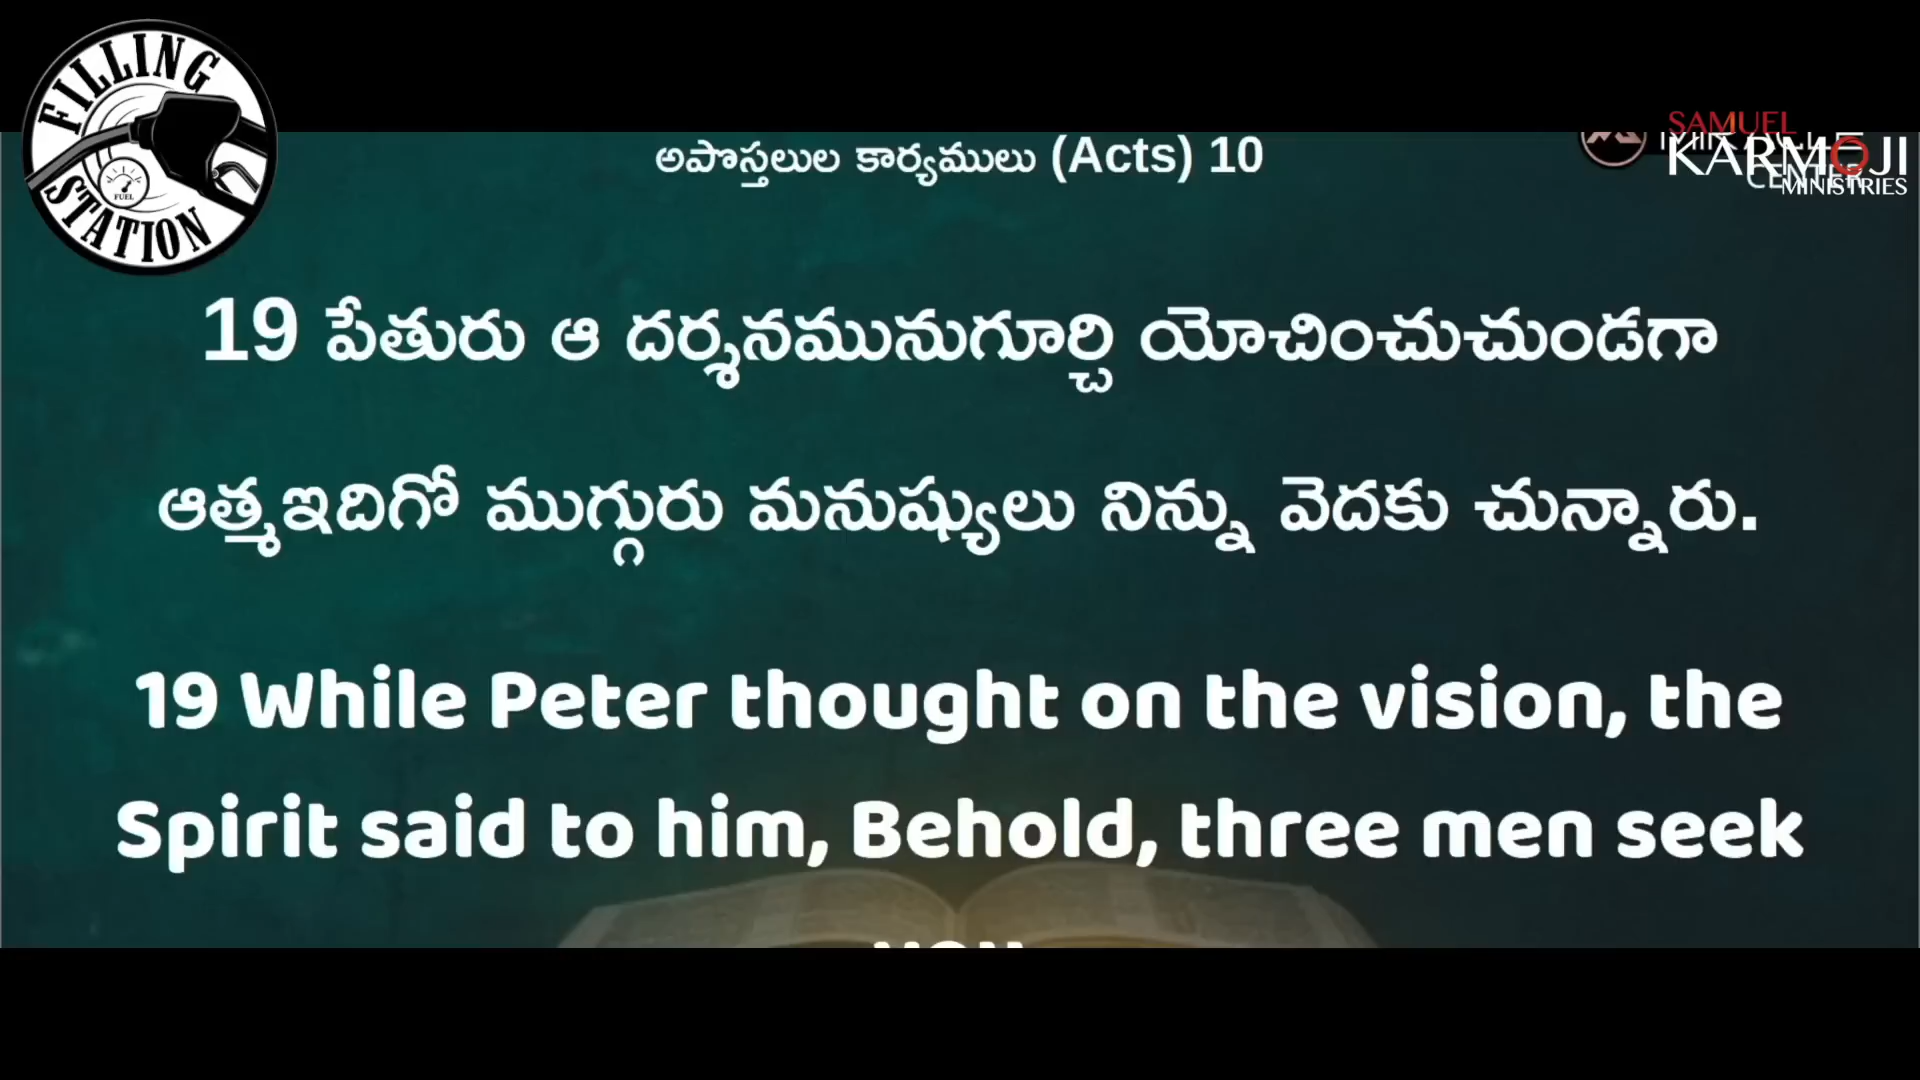 FILLING
STATION
FUEL
అపొస్తలుల కార్యములు (Acts) 10
SAMUEL
KARMOJI
MINISTRIES
CENTER
19 పేతురు ఆ దర్శనమునుగూర్చి యోచించుచుండగా
ఆత్మఇదిగో ముగ్గురు మనుష్యులు నిన్ను వెదకు చున్నారు.
19 While Peter thought on the vision, the
Spirit said to him, Behold, three men seek